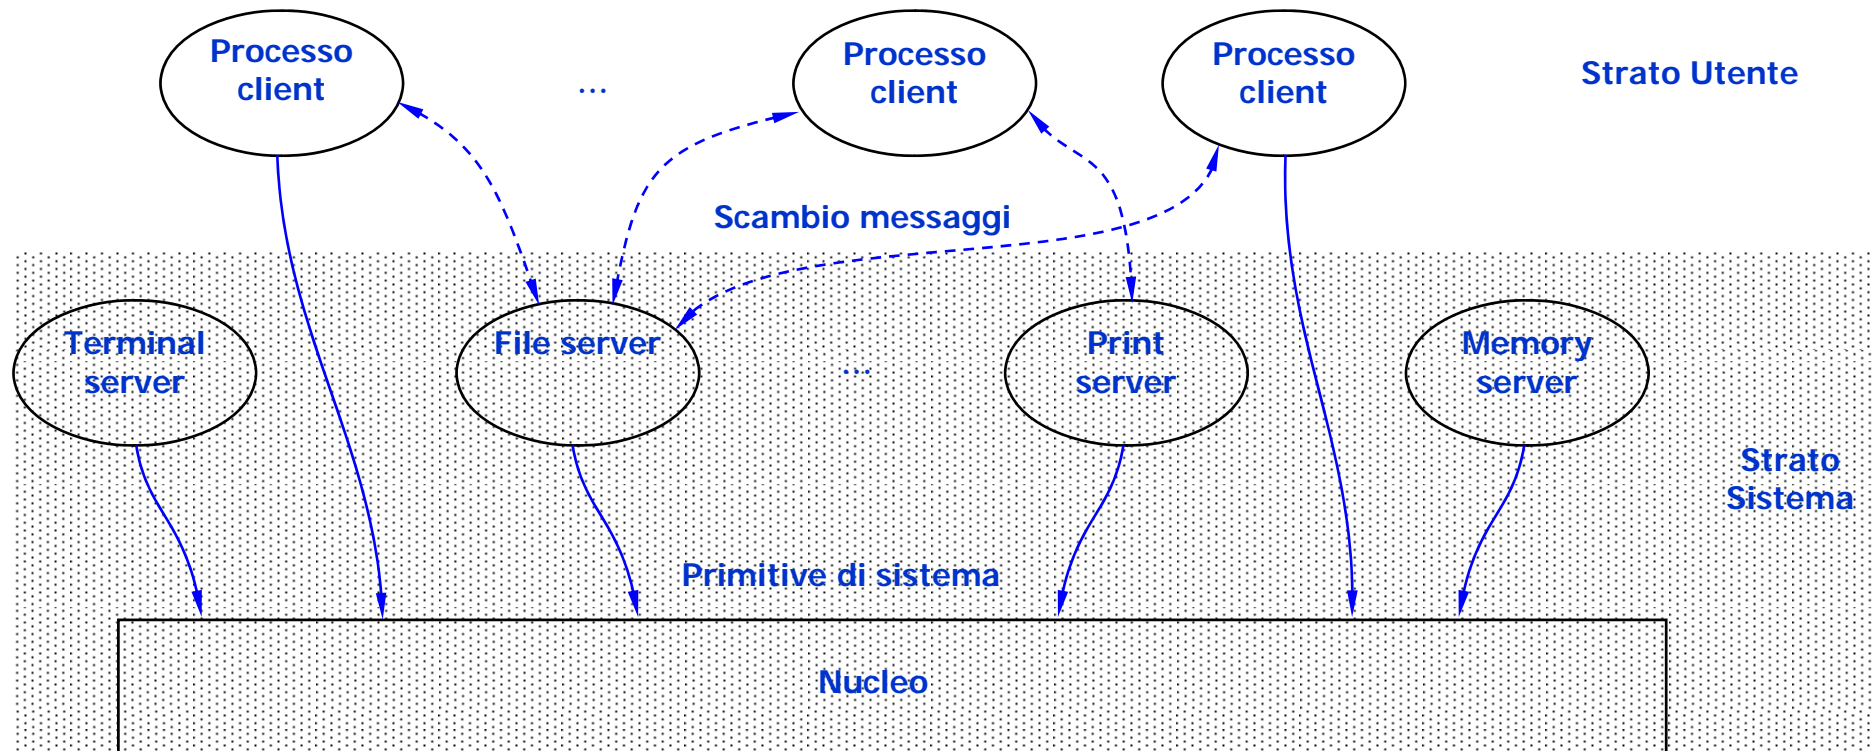 Processo
client
...
Processo
client
Processo
client
Strato Utente
Scambio messaggi
Terminal
server
File server
...
Print
server
Memory
server
Strato
Sistema
Primitive di sistema
Nucleo